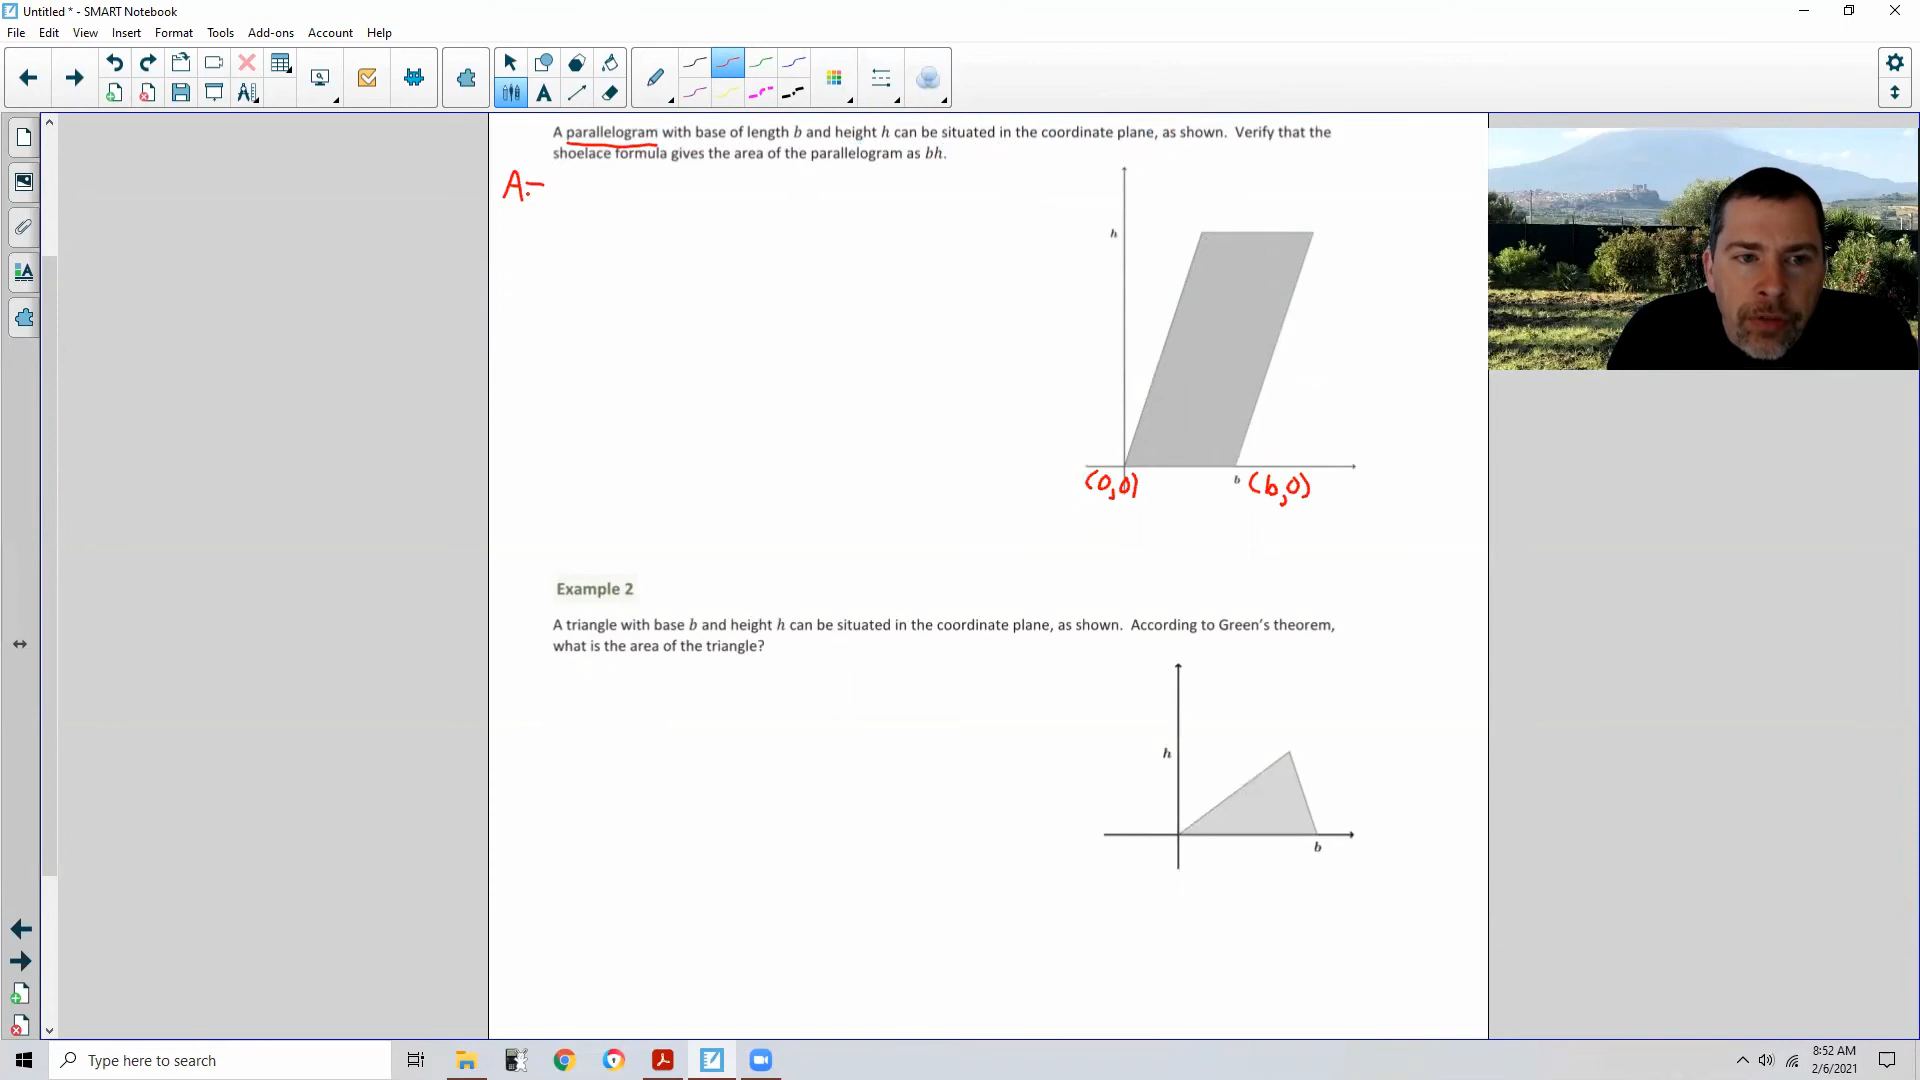 Untitled * - SMART Notebook
File Edit View Insert Format Tools Add-ons Account Help
A parallelogram with base of length b and height h can be situated in the coordinate plane, as shown. Verify that the
shoelace formula gives the area of the parallelogram as bh.
A=
h
(0,0)
b (b,0)
Example 2
A triangle with base b and height h can be situated in the coordinate plane, as shown. According to Green's theorem,
what is the area of the triangle?
h
b
Type here to search
8:52 AM
2/6/2021